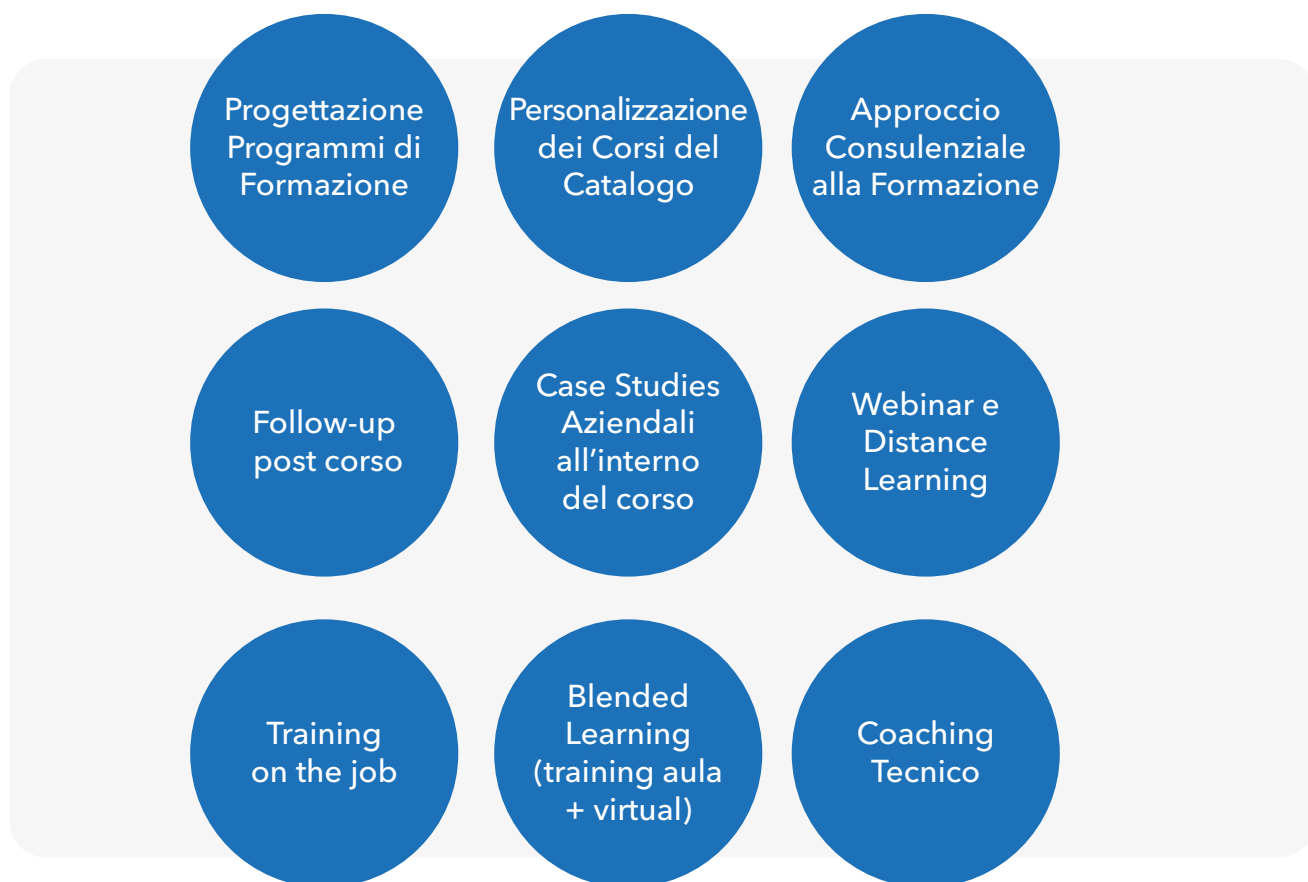 Progettazione
Programmi di
Formazione
Personalizzazione
dei Corsi del
Catalogo
Approccio
Consulenziale
alla Formazione
Follow-up
post corso
Case Studies
Aziendali
all’interno
del corso
Webinar e
Distance
Learning
Training
on the job
Blended
Learning
(training aula
+ virtual)
Coaching
Tecnico